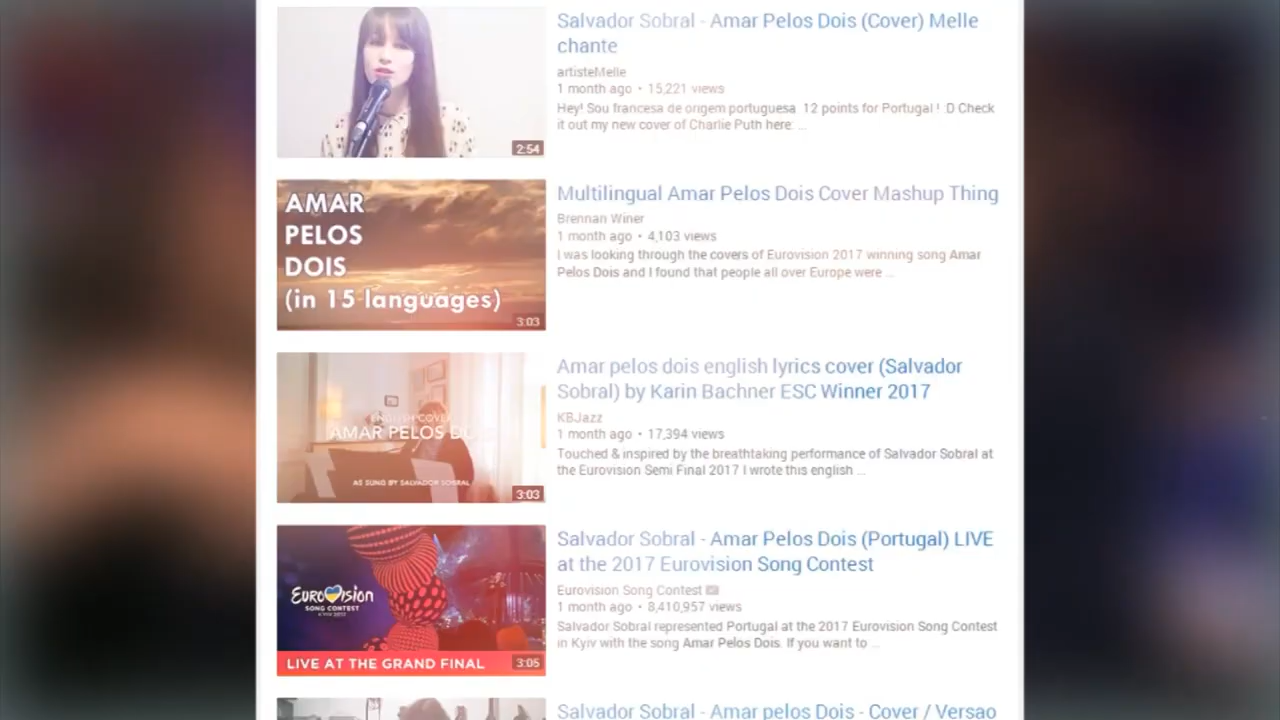 Salvador Sobral - Amar Pelos Dois (Cover) Melle
chante
artisteMelle
1 month ago • 15,221 views
Hey! Sou francesa de origem portuguesa. 12 points for Portugal ! :D Check
it out my new cover of Charlie Puth here: ...
2:54
AMAR
PELOS
DOIS
(in 15 languages)
3:03
Multilingual Amar Pelos Dois Cover Mashup Thing
Brennan Winer
1 month ago • 4,103 views
I was looking through the covers of Eurovision 2017 winning song Amar
Pelos Dois and I found that people all over Europe were ...
ENGLISH COVER
AMAR PELOS DOIS
AS SUNG BY SALVADOR SOBRAL
3:03
Amar pelos dois english lyrics cover (Salvador
Sobral) by Karin Bachner ESC Winner 2017
KBJazz
1 month ago • 17,394 views
Touched & inspired by the breathtaking performance of Salvador Sobral at
the Eurovision Semi Final 2017 I wrote this english ...
EUROVISION
SONG CONTEST
KYIV 2017
LIVE AT THE GRAND FINAL
3:05
Salvador Sobral - Amar Pelos Dois (Portugal) LIVE
at the 2017 Eurovision Song Contest
Eurovision Song Contest
1 month ago • 8,410,957 views
Salvador Sobral represented Portugal at the 2017 Eurovision Song Contest
in Kyiv with the song Amar Pelos Dois. If you want to ...
Salvador Sobral - Amar pelos Dois - Cover / Versao